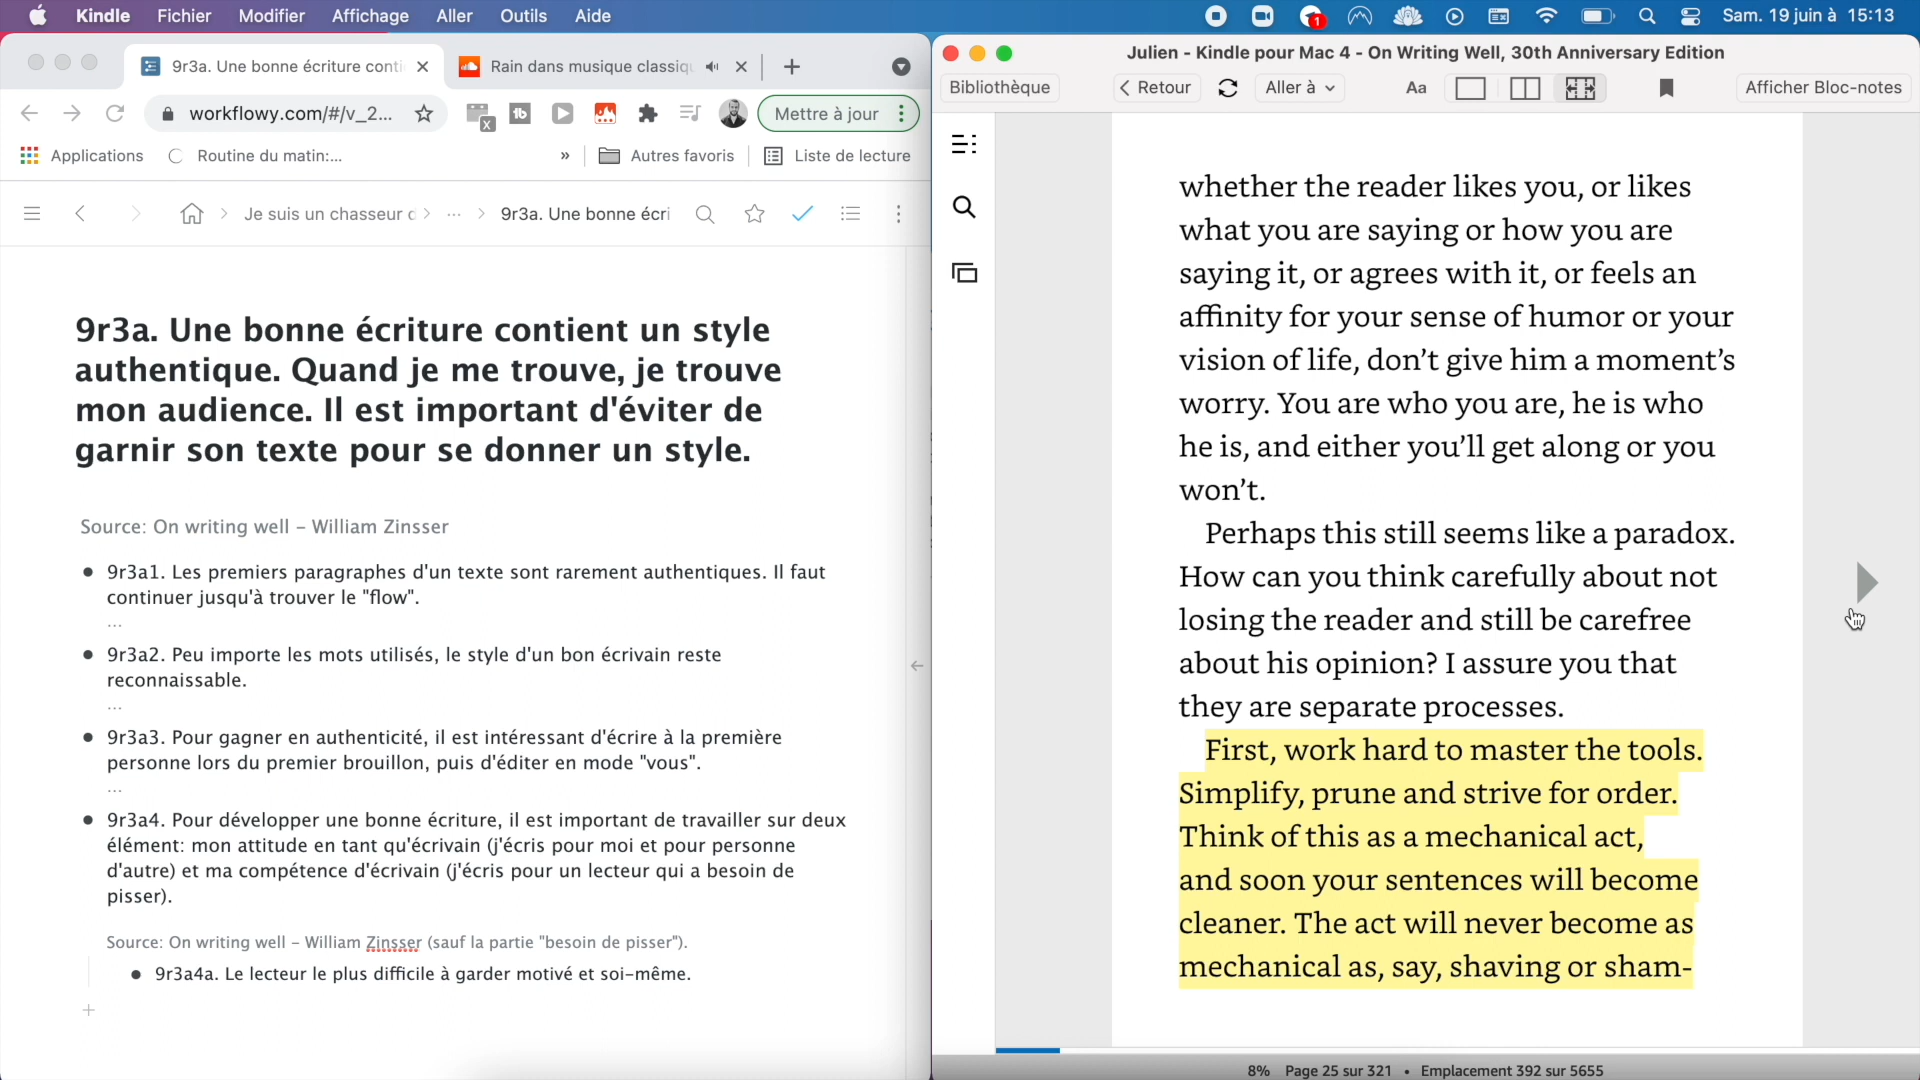 Kindle Fichier Modifier Affichage Aller Outils Aide
1
Sam. 19 juin à 15:13
9r3a. Une bonne écriture conti
Rain dans musique classiq
workflowy.com/#/v_2...
Mettre à jour
Applications
Routine du matin:...
»
Autres favoris
Liste de lecture
Je suis un chasseur d
...
9r3a. Une bonne écri
9r3a. Une bonne écriture contient un style
authentique. Quand je me trouve, je trouve
mon audience. Il est important d'éviter de
garnir son texte pour se donner un style.
Source: On writing well – William Zinsser
9r3a1. Les premiers paragraphes d'un texte sont rarement authentiques. Il faut
continuer jusqu'à trouver le "flow".
...
9r3a2. Peu importe les mots utilisés, le style d'un bon écrivain reste
reconnaissable.
...
9r3a3. Pour gagner en authenticité, il est intéressant d'écrire à la première
personne lors du premier brouillon, puis d'éditer en mode "vous".
...
9r3a4. Pour développer une bonne écriture, il est important de travailler sur deux
élément: mon attitude en tant qu'écrivain (j'écris pour moi et pour personne
d'autre) et ma compétence d'écrivain (j'écris pour un lecteur qui a besoin de
pisser).
Source: On writing well – William Zinsser (sauf la partie "besoin de pisser").
9r3a4a. Le lecteur le plus difficile à garder motivé et soi-même.
Julien - Kindle pour Mac 4 - On Writing Well, 30th Anniversary Edition
Bibliothèque
Retour
Aller à
Aa
Afficher Bloc-notes
whether the reader likes you, or likes
what you are saying or how you are
saying it, or agrees with it, or feels an
affinity for your sense of humor or your
vision of life, don't give him a moment's
worry. You are who you are, he is who
he is, and either you'll get along or you
won't.
Perhaps this still seems like a paradox.
How can you think carefully about not
losing the reader and still be carefree
about his opinion? I assure you that
they are separate processes.
First, work hard to master the tools.
Simplify, prune and strive for order.
Think of this as a mechanical act,
and soon your sentences will become
cleaner. The act will never become as
mechanical as, say, shaving or sham-
8% Page 25 sur 321 • Emplacement 392 sur 5655